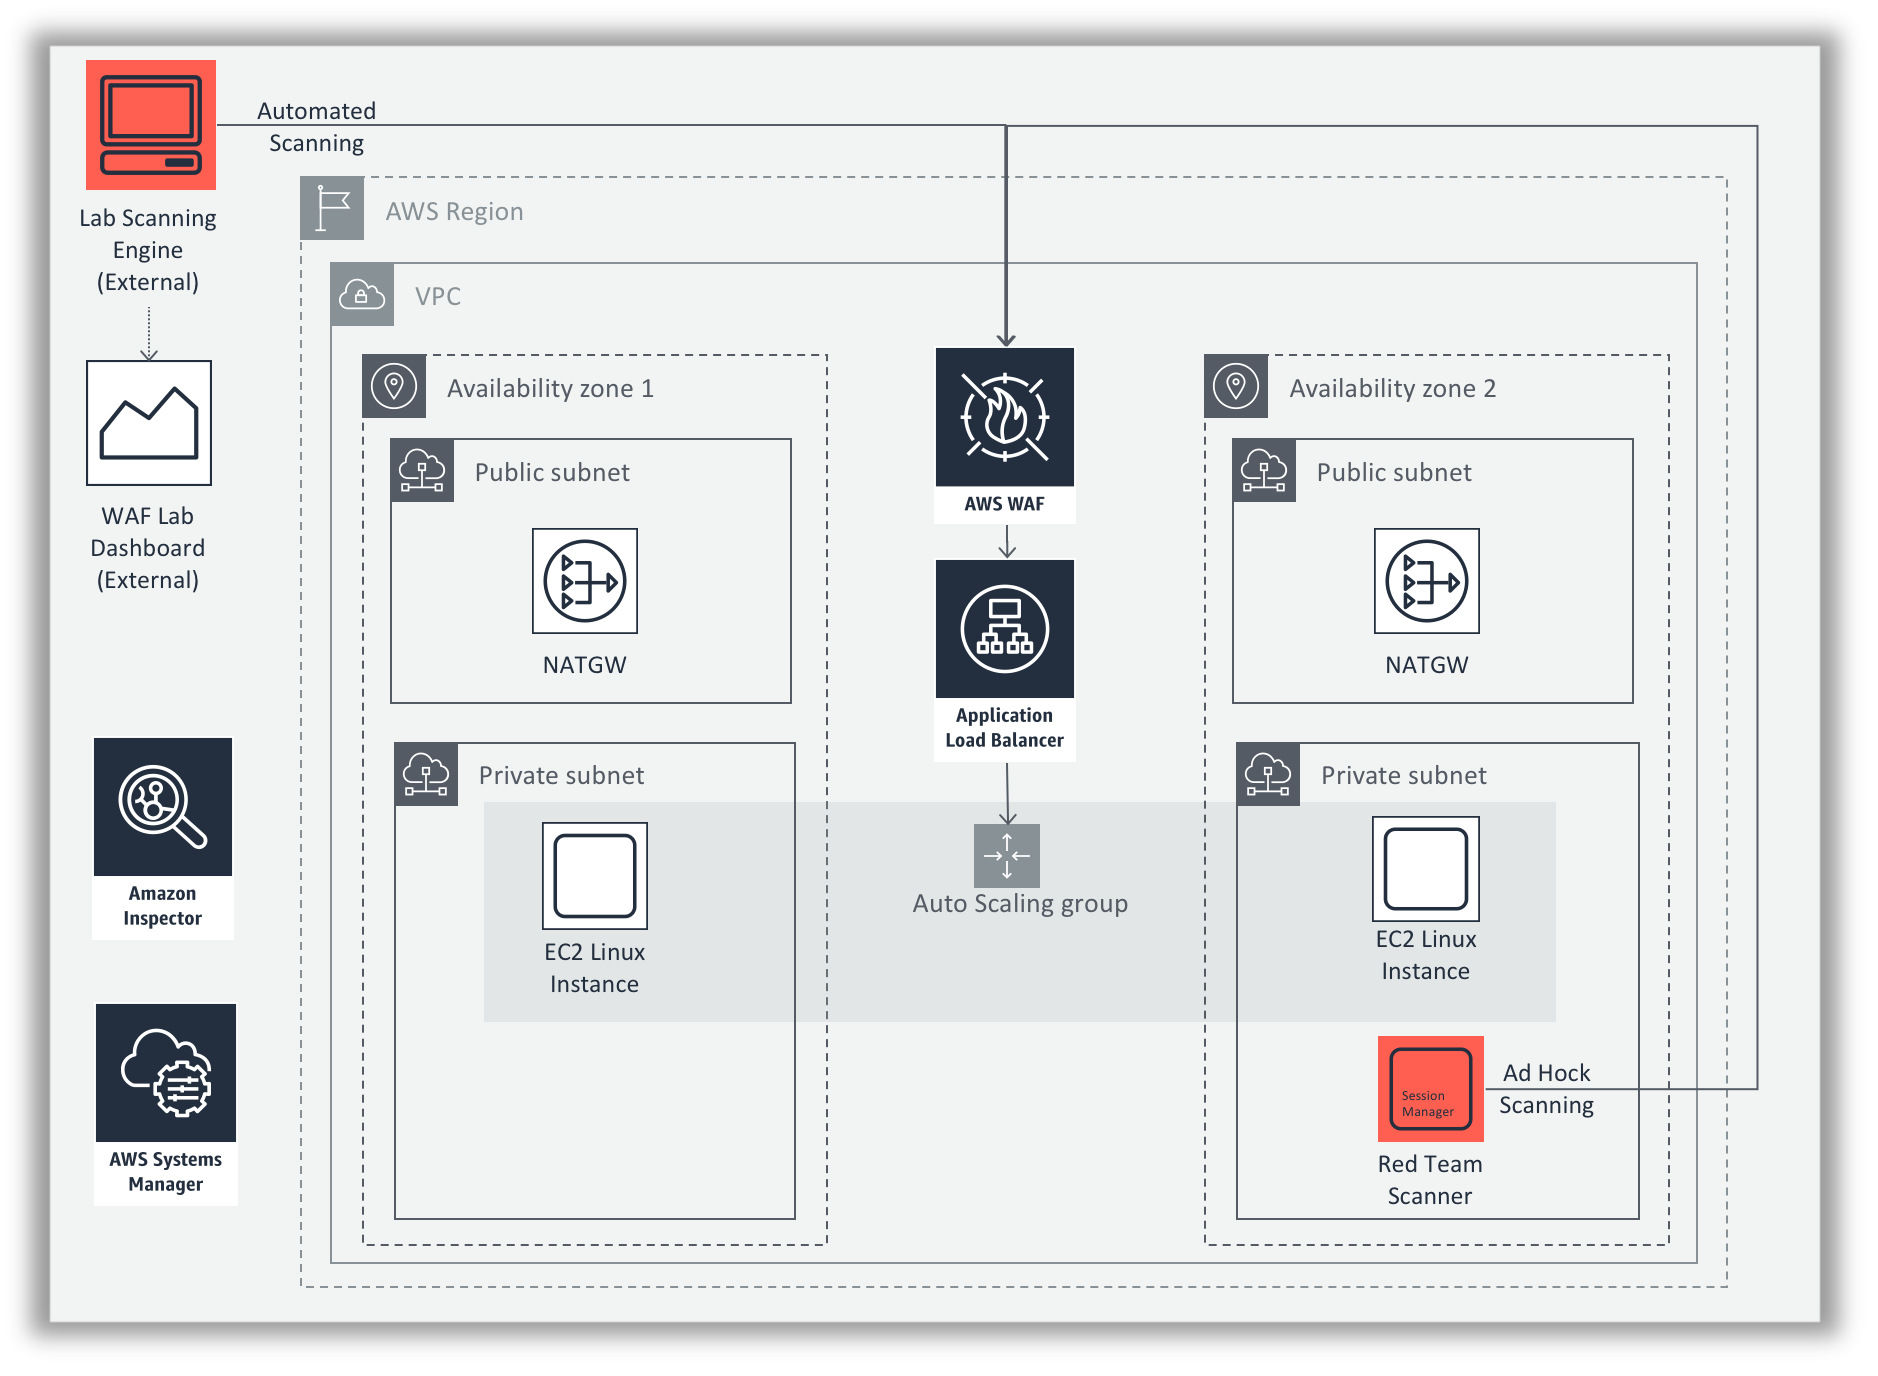 Automated
Scanning
Lab Scanning
Engine
(External)
AWS Region
VPC
WAF Lab
Dashboard
(External)
Availability zone 1
Public subnet
NATGW
Private subnet
EC2 Linux
Instance
AWS WAF
Application
Load Balancer
Auto Scaling group
Availability zone 2
Public subnet
NATGW
Private subnet
EC2 Linux
Instance
Session
Manager
Red Team
Scanner
Ad Hock
Scanning
Amazon
Inspector
AWS Systems
Manager